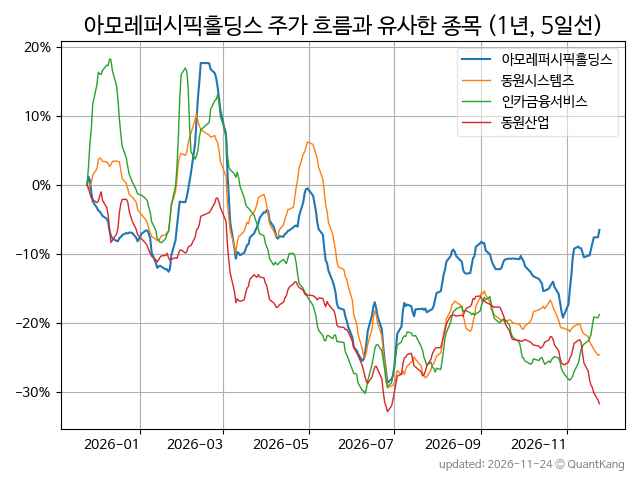 아모레퍼시픽홀딩스 주가 흐름과 유사한 종목 (1년, 5일선)
20%
10%
0%
-10%
-20%
-30%
아모레퍼시픽홀딩스
동원시스템즈
인카금융서비스
동원산업
2026-01
2026-03
2026-05
2026-07
2026-09
2026-11
updated: 2026-11-24 © QuantKang